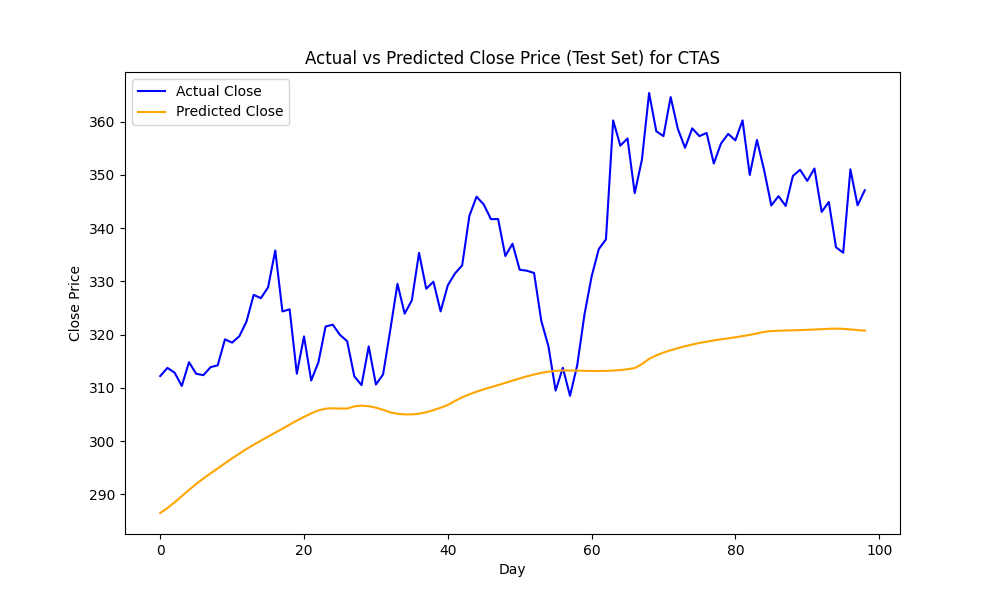 Actual vs Predicted Close Price (Test Set) for CTAS
Actual Close
Predicted Close
Close Price
360
350
340
330
320
310
300
290
0 20 40 60 80 100
Day